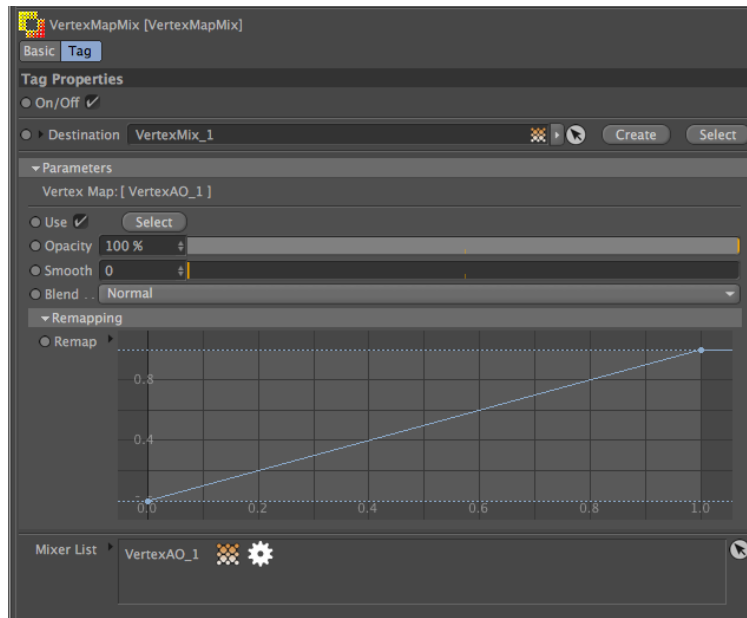 VertexMapMix [VertexMapMix]
Basic Tag
Tag Properties
On/Off
Destination VertexMix_1 Create Select
Parameters
Vertex Map: [ VertexAO_1 ]
Use Select
Opacity 100 %
Smooth 0
Blend . . Normal
Remapping
Remap
0.8
0.4
0.0 0.2 0.4 0.6 0.8 1.0
Mixer List VertexAO_1